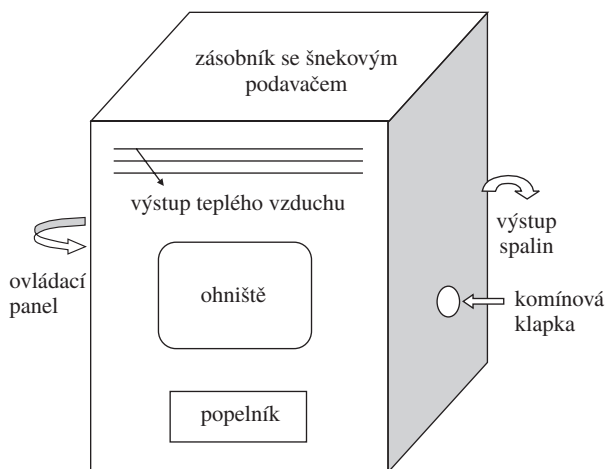 zásobník se šnekovým
podavačem
výstup teplého vzduchu
výstup
spalin
ovládací
panel
ohniště
komínová
klapka
popelník